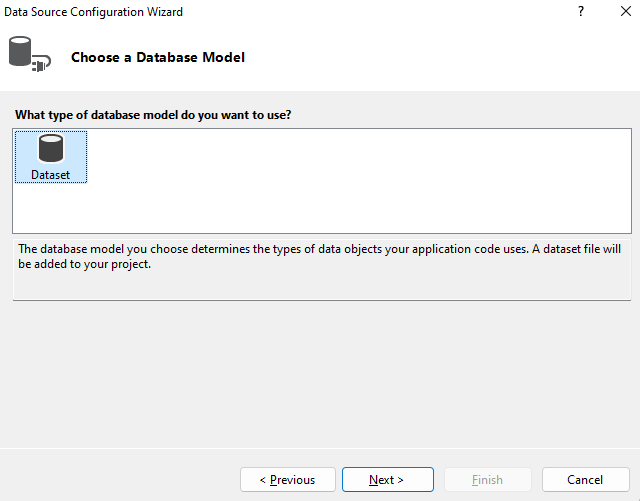 Data Source Configuration Wizard
?
Choose a Database Model
What type of database model do you want to use?
Dataset
The database model you choose determines the types of data objects your application code uses. A dataset file will
be added to your project.
< Previous
Next >
Finish
Cancel